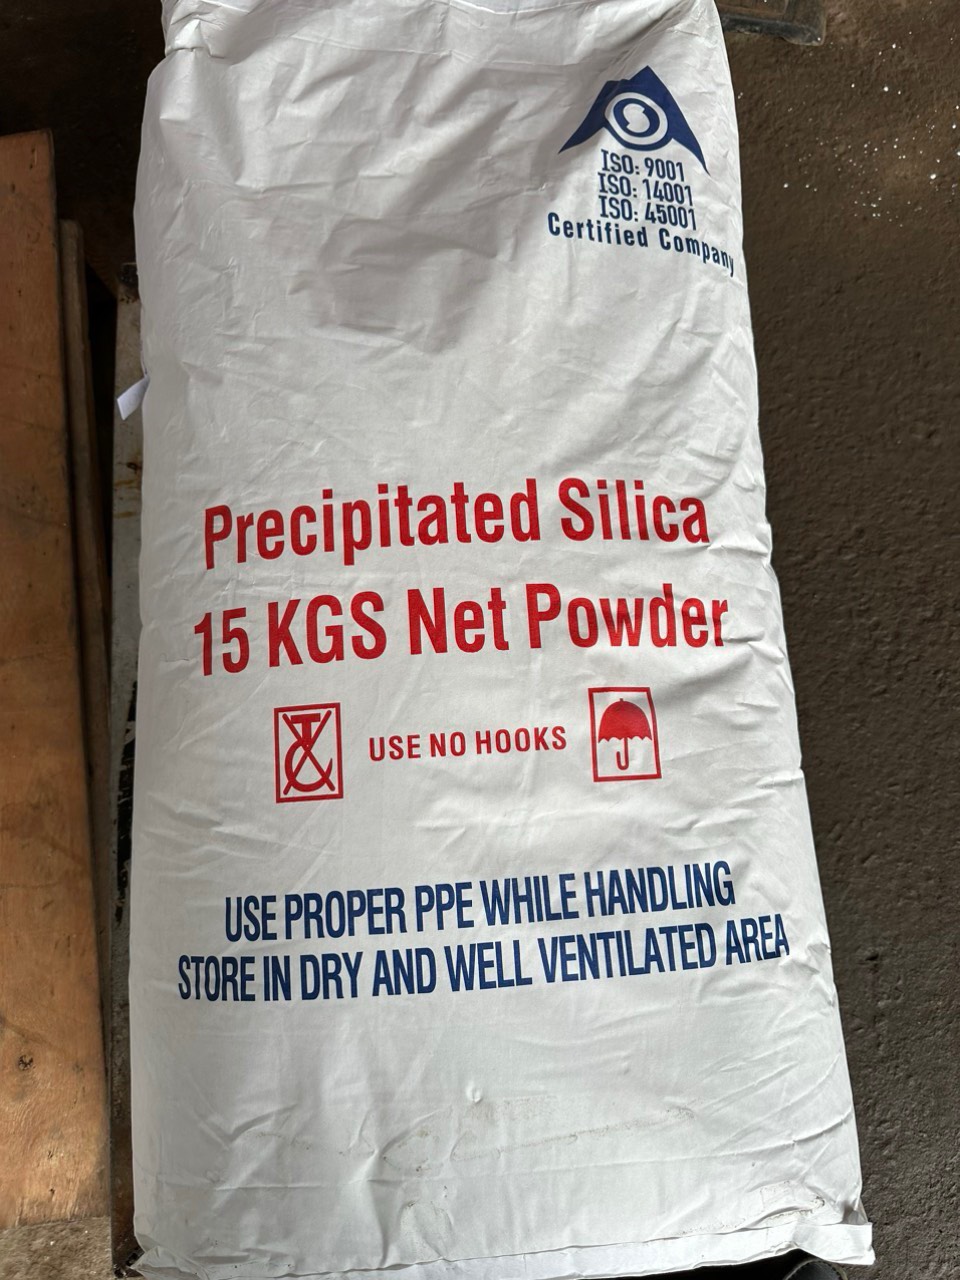 ISO: 9001
ISO: 14001
ISO: 45001
Certified Company
Precipitated Silica
15 KGS Net Powder
USE NO HOOKS
USE PROPER PPE WHILE HANDLING
STORE IN DRY AND WELL VENTILATED AREA